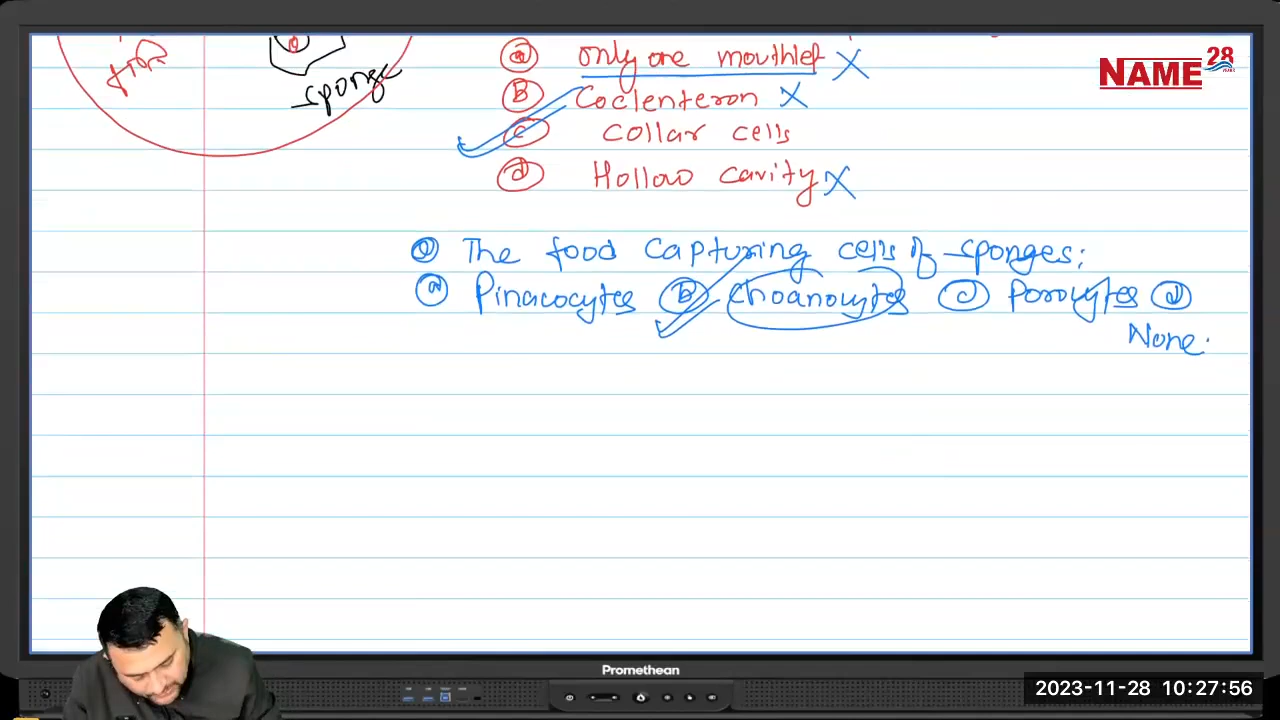 (a) only one mouthlet X
(B) Coelenteron X
(c) Collar cells
(d) Hollow cavity X
sponge
NAME 28
Q The food capturing cells of sponges;
(a) Pinacocytes (B) choanocytes (c) Porocytes (d)
None.
Promethean
2023-11-28 10:27:56